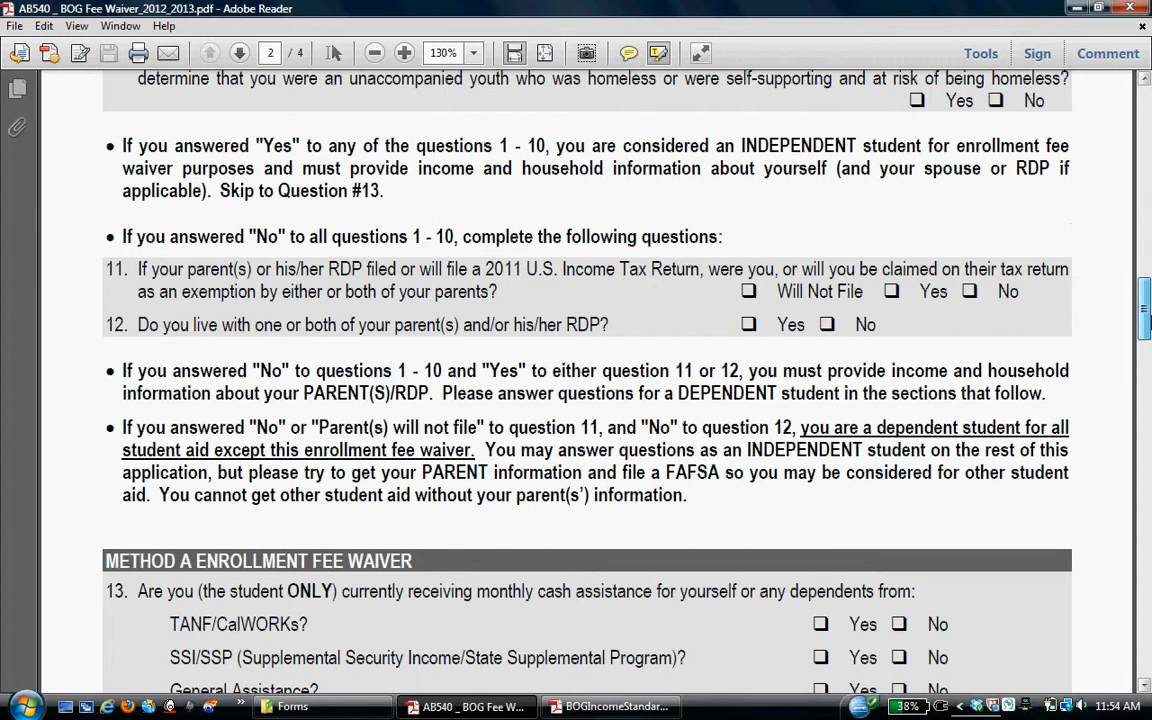 AB540 _ BOG Fee Waiver_2012_2013.pdf - Adobe Reader
File Edit View Window Help
2 / 4 130% Tools Sign Comment
determine that you were an unaccompanied youth who was homeless or were self-supporting and at risk of being homeless?
Yes No
• If you answered "Yes" to any of the questions 1 - 10, you are considered an INDEPENDENT student for enrollment fee
waiver purposes and must provide income and household information about yourself (and your spouse or RDP if
applicable). Skip to Question #13.
• If you answered "No" to all questions 1 - 10, complete the following questions:
11. If your parent(s) or his/her RDP filed or will file a 2011 U.S. Income Tax Return, were you, or will you be claimed on their tax return
as an exemption by either or both of your parents? Will Not File Yes No
12. Do you live with one or both of your parent(s) and/or his/her RDP? Yes No
• If you answered "No" to questions 1 - 10 and "Yes" to either question 11 or 12, you must provide income and household
information about your PARENT(S)/RDP. Please answer questions for a DEPENDENT student in the sections that follow.
• If you answered "No" or "Parent(s) will not file" to question 11, and "No" to question 12, you are a dependent student for all
student aid except this enrollment fee waiver. You may answer questions as an INDEPENDENT student on the rest of this
application, but please try to get your PARENT information and file a FAFSA so you may be considered for other student
aid. You cannot get other student aid without your parent(s') information.
METHOD A ENROLLMENT FEE WAIVER
13. Are you (the student ONLY) currently receiving monthly cash assistance for yourself or any dependents from:
TANF/CalWORKs? Yes No
SSI/SSP (Supplemental Security Income/State Supplemental Program)? Yes No
General Assistance? Yes No
Forms AB540 _ BOG Fee W... BOGIncomeStandar... 38% 11:54 AM